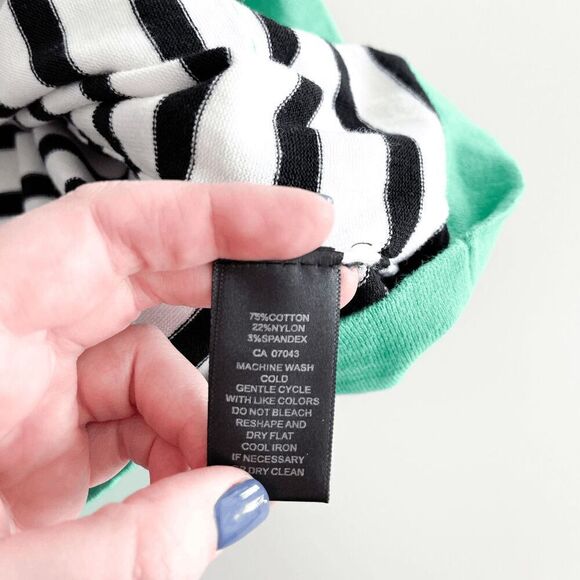 75%COTTON
22%NYLON
3%SPANDEX
CA 07043
MACHINE WASH
COLD
GENTLE CYCLE
WITH LIKE COLORS
DO NOT BLEACH
RESHAPE AND
DRY FLAT
COOL IRON
IF NECESSARY
OR DRY CLEAN